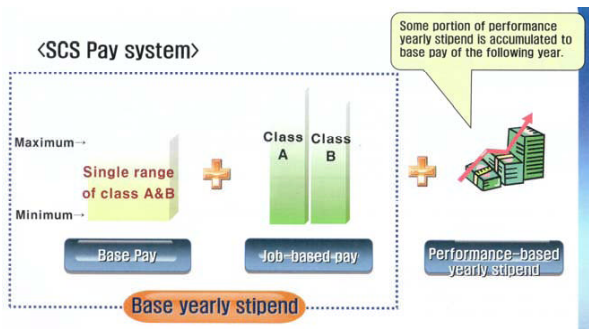 <SCS Pay system>
Some portion of performance
yearly stipend is accumulated to
base pay of the following year.
Maximum→
Single range
of class A&B
Minimum→
Class
A
Class
B
Base Pay
Job-based pay
Performance-based
yearly stipend
Base yearly stipend